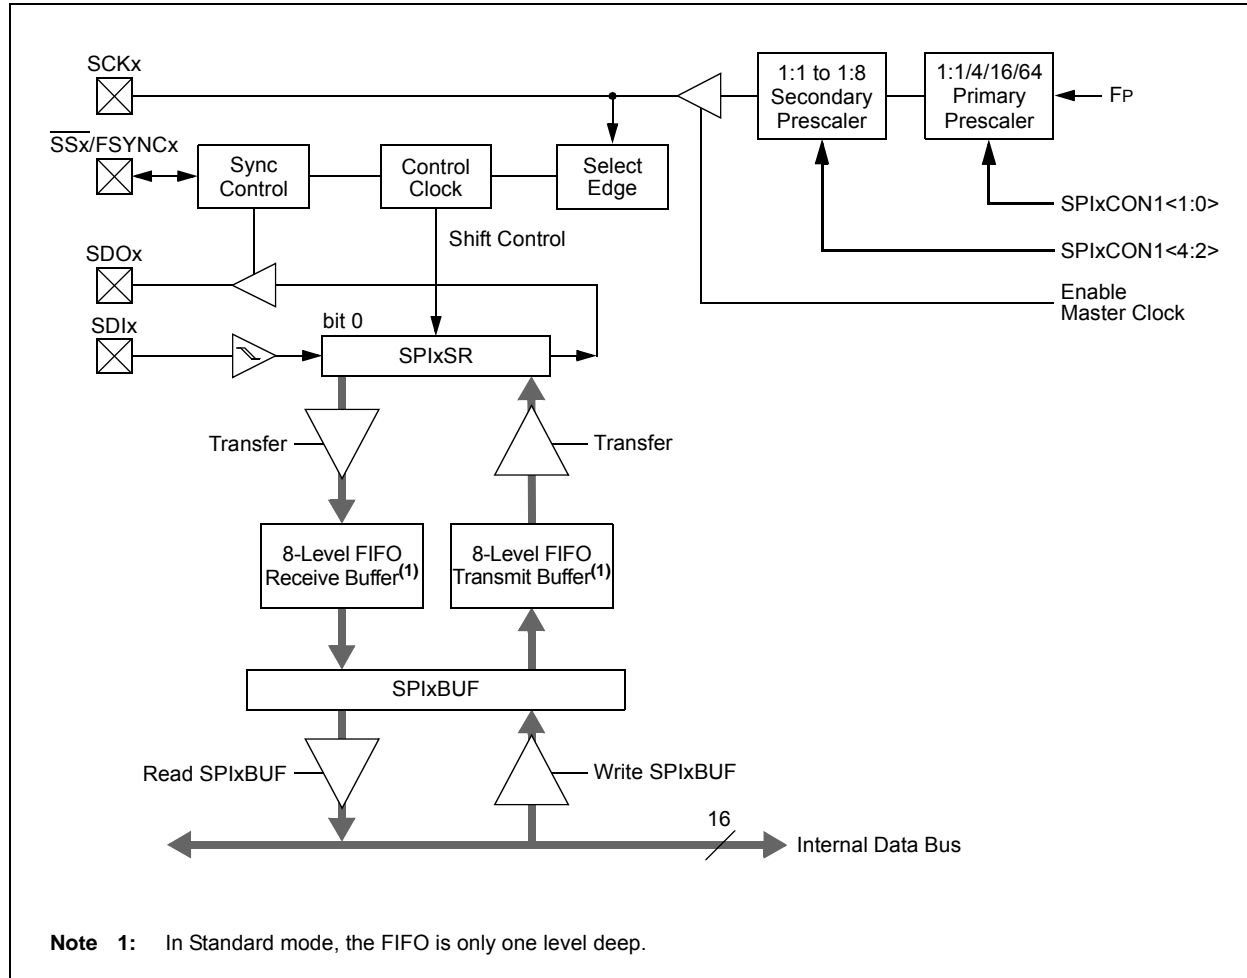 SCKx
1:1 to 1:8
Secondary
Prescaler
1:1/4/16/64
Primary
Prescaler
FP
SSx/FSYNCx
Sync
Control
Control
Clock
Select
Edge
SPIxCON1<1:0>
Shift Control
SPIxCON1<4:2>
SDOx
Enable
Master Clock
bit 0
SDIx
SPIxSR
Transfer
Transfer
8-Level FIFO
Receive Buffer(1)
8-Level FIFO
Transmit Buffer(1)
SPIxBUF
Read SPIxBUF
Write SPIxBUF
16
Internal Data Bus
Note 1: In Standard mode, the FIFO is only one level deep.